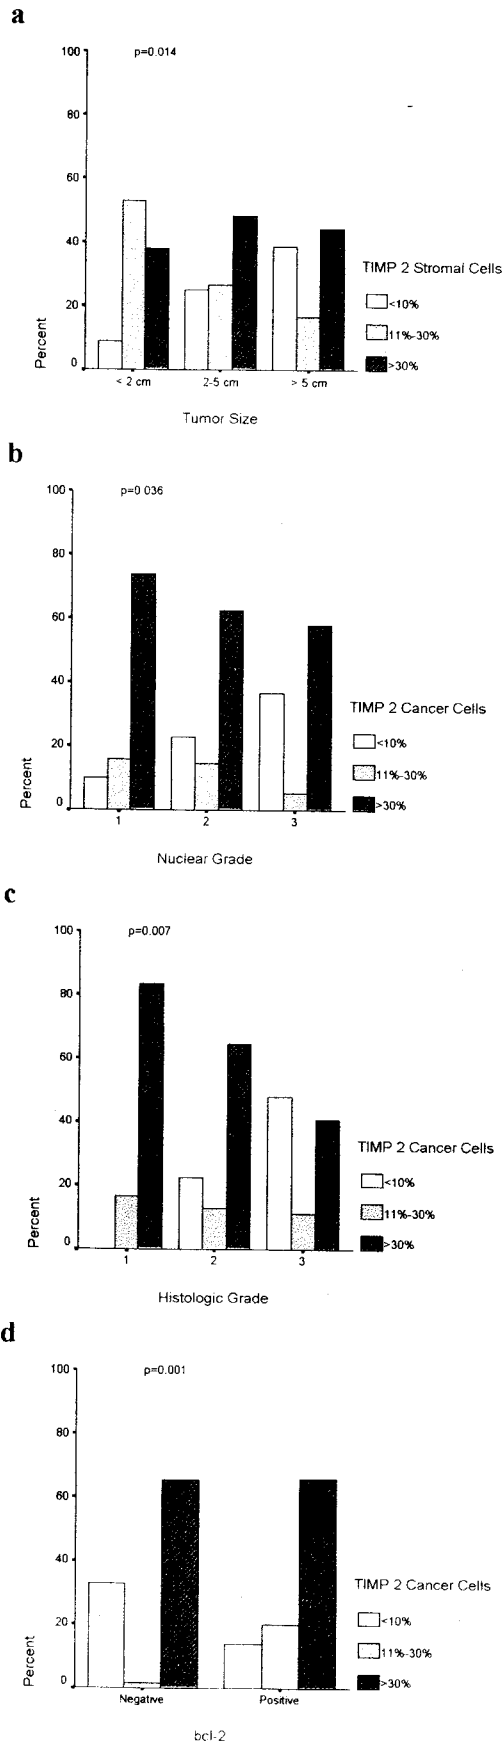 a
p=0.014
100
80
60
40
20
0
Percent
< 2 cm 2-5 cm > 5 cm
Tumor Size
TIMP 2 Stromal Cells
<10%
11%-30%
>30%
b
p=0 036
100
80
60
40
20
0
Percent
1 2 3
Nuclear Grade
TIMP 2 Cancer Cells
<10%
11%-30%
>30%
c
p=0.007
100
80
60
40
20
0
Percent
1 2 3
Histologic Grade
TIMP 2 Cancer Cells
<10%
11%-30%
>30%
d
p=0.001
100
80
60
40
20
0
Percent
Negative Positive
bcl-2
TIMP 2 Cancer Cells
<10%
11%-30%
>30%